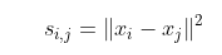 $s_{i,j} = \|x_i - x_j\|^2$